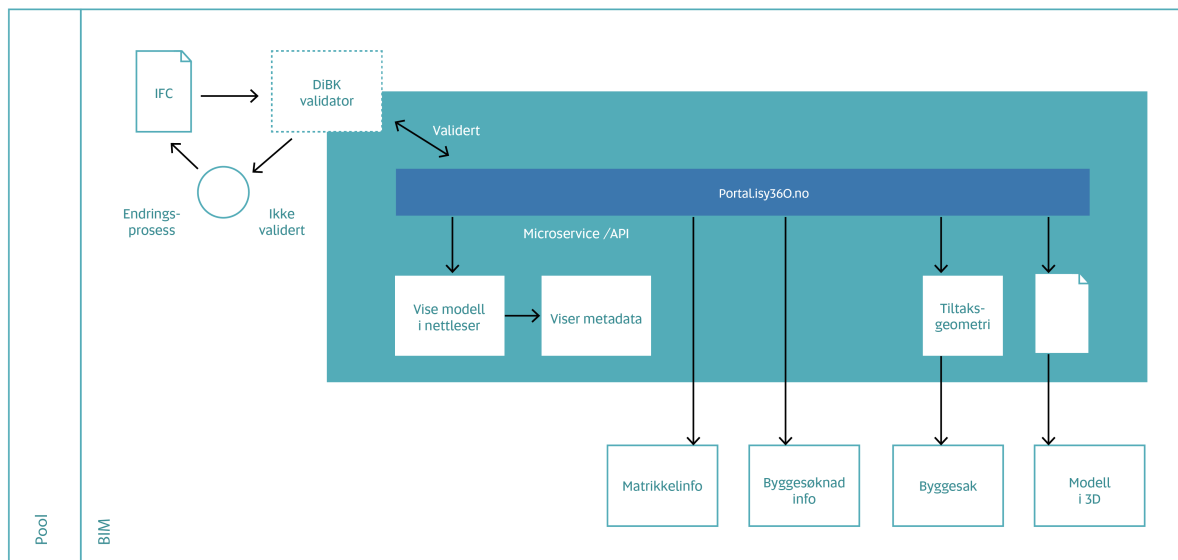 IFC
DiBK
validator
Validert
Endrings-
prosess
Ikke
validert
Portal.isy36O.no
Microservice /API
Vise modell
i nettleser
Viser metadata
Tiltaks-
geometri
Matrikkelinfo
Byggesøknad
info
Byggesak
Modell
i 3D
Pool
BIM